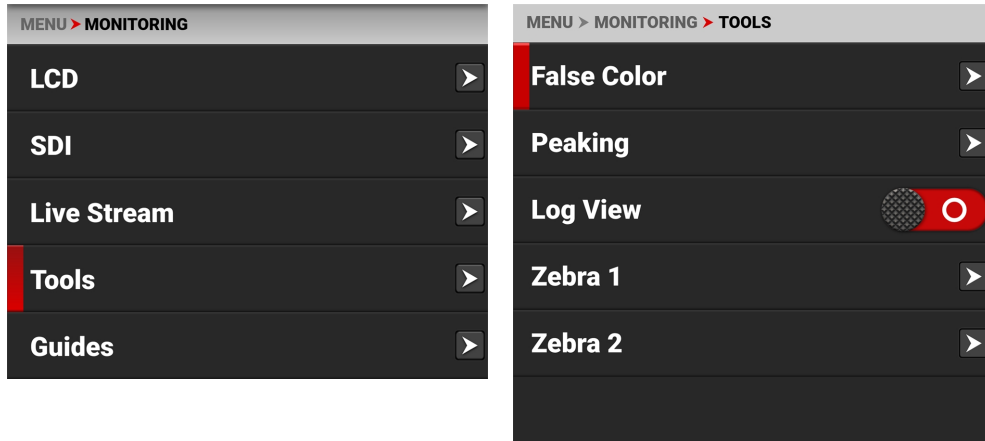 MENU > MONITORING
LCD
SDI
Live Stream
Tools
Guides
MENU > MONITORING > TOOLS
False Color
Peaking
Log View
Zebra 1
Zebra 2